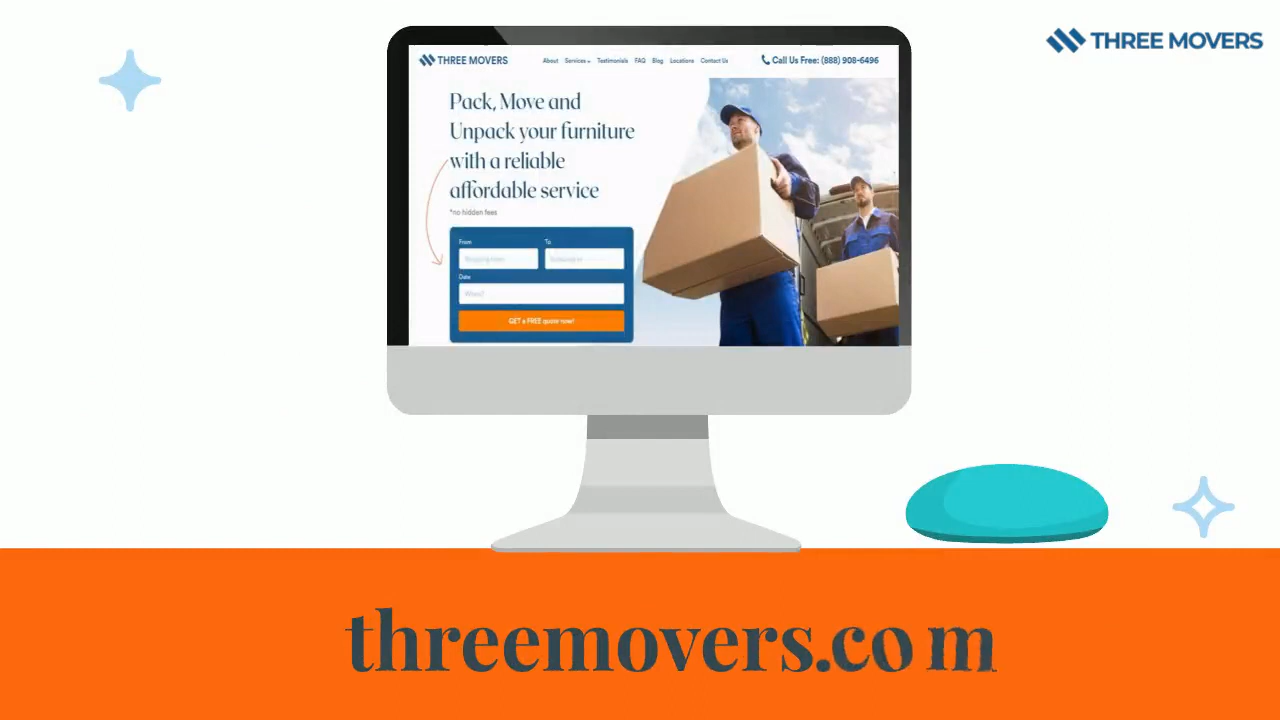 THREE MOVERS
THREE MOVERS
About Services Testimonials FAQ Blog Locations Contact Us
Call Us Free: (888) 908-6496
Pack, Move and
Unpack your furniture
with a reliable
affordable service
*no hidden fees
From To
Date
GET a FREE quote now!
threemovers.com